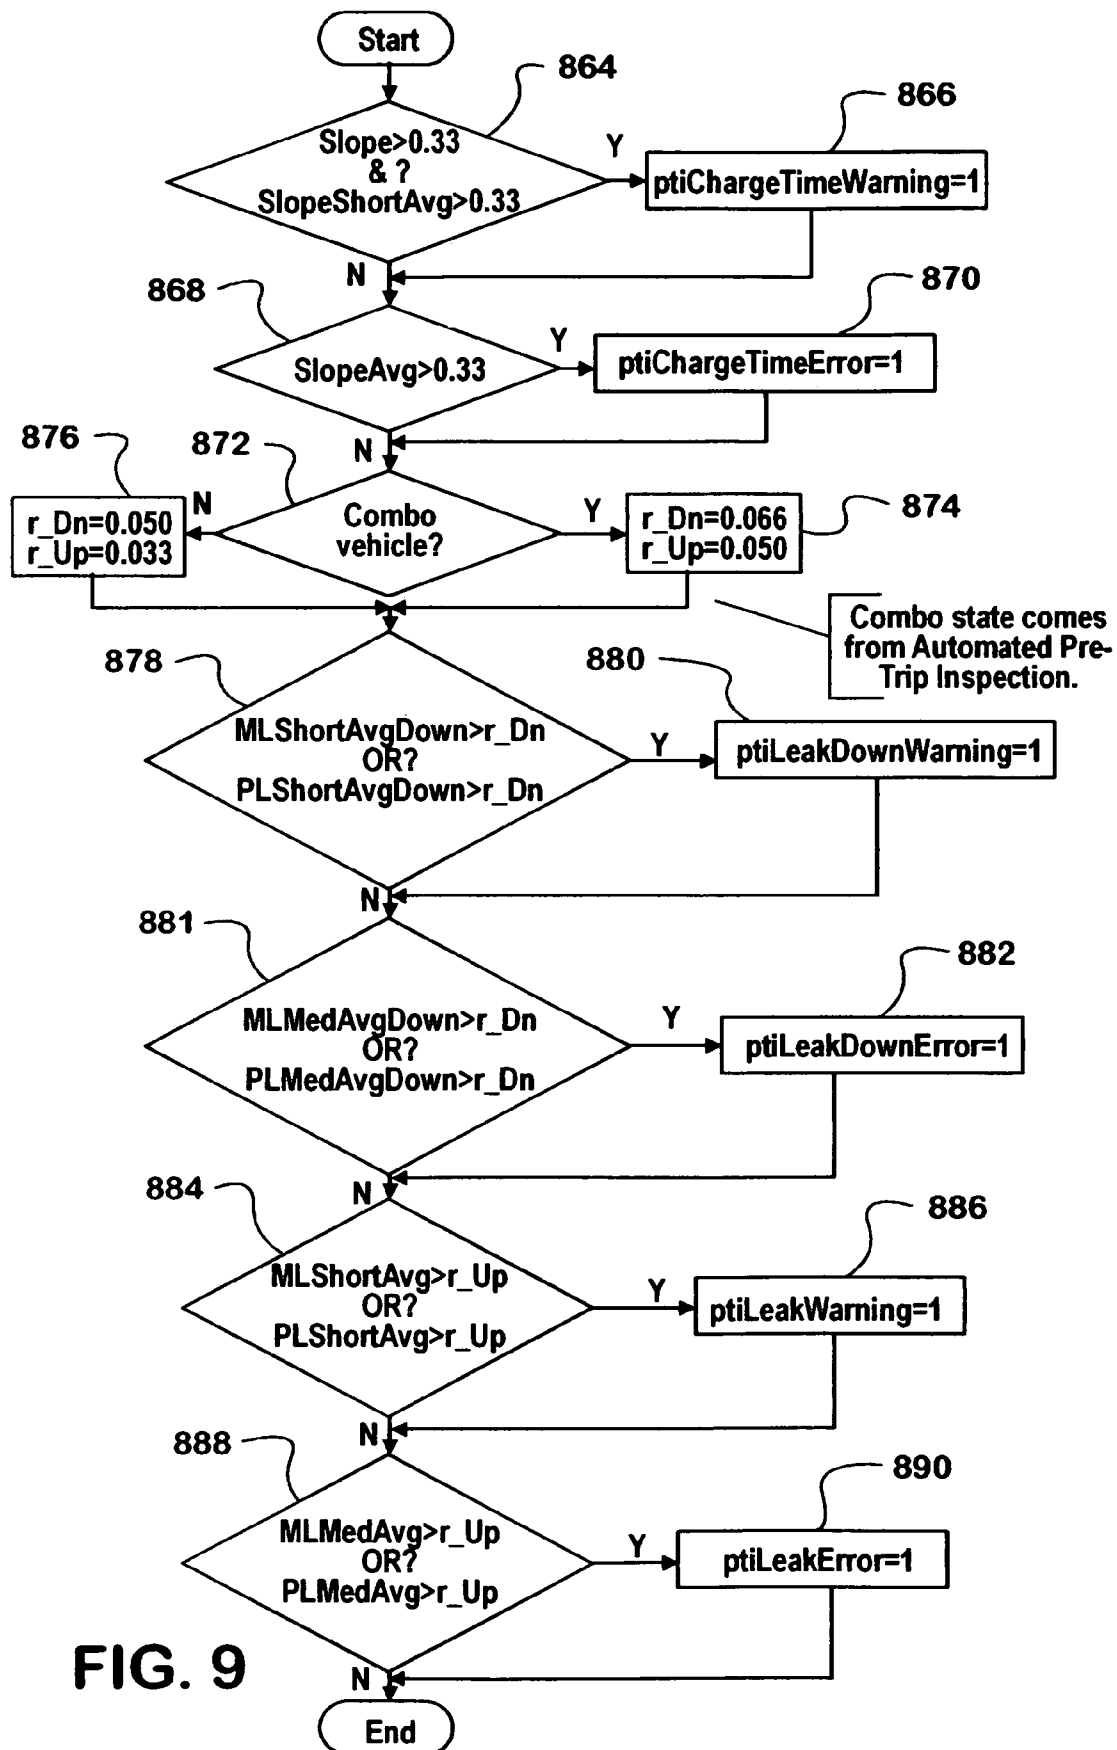 Start
864
Slope>0.33
& ?
SlopeShortAvg>0.33
Y
866
ptiChargeTimeWarning=1
N
868
SlopeAvg>0.33
Y
870
ptiChargeTimeError=1
N
876
872
N
r_Dn=0.050
r_Up=0.033
Combo
vehicle?
Y
r_Dn=0.066
r_Up=0.050
874
Combo state comes
from Automated Pre-
Trip Inspection.
878
MLShortAvgDown>r_Dn
OR?
PLShortAvgDown>r_Dn
Y
880
ptiLeakDownWarning=1
N
881
MLMedAvgDown>r_Dn
OR?
PLMedAvgDown>r_Dn
Y
882
ptiLeakDownError=1
N
884
MLShortAvg>r_Up
OR?
PLShortAvg>r_Up
Y
886
ptiLeakWarning=1
N
888
MLMedAvg>r_Up
OR?
PLMedAvg>r_Up
Y
890
ptiLeakError=1
N
FIG. 9
End